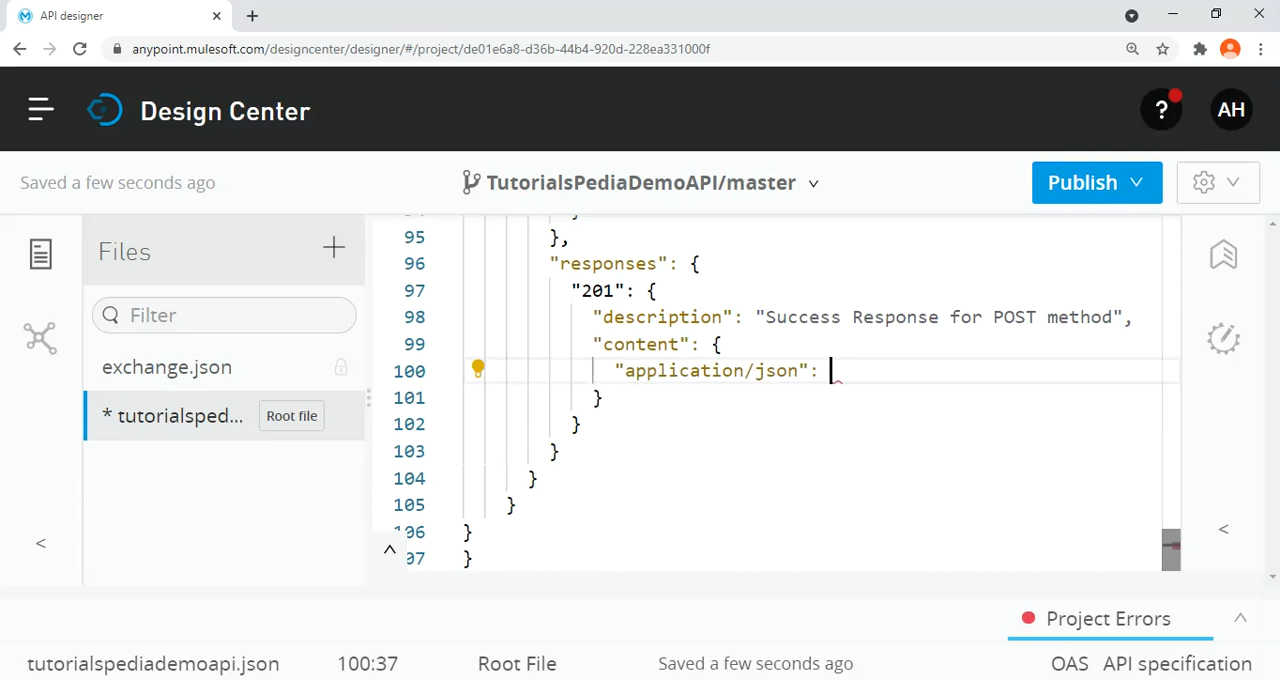 API designer
anypoint.mulesoft.com/designcenter/designer/#/project/de01e6a8-d36b-44b4-920d-228ea331000f
Design Center
?
AH
Saved a few seconds ago
TutorialsPediaDemoAPI/master
Publish
Files
Filter
exchange.json
* tutorialsped...
Root file
95 },
96 "responses": {
97 "201": {
98 "description": "Success Response for POST method",
99 "content": {
100 "application/json":
101 }
102 }
103 }
104 }
105 }
106 }
07 }
Project Errors
tutorialspediademoapi.json
100:37
Root File
Saved a few seconds ago
OAS API specification